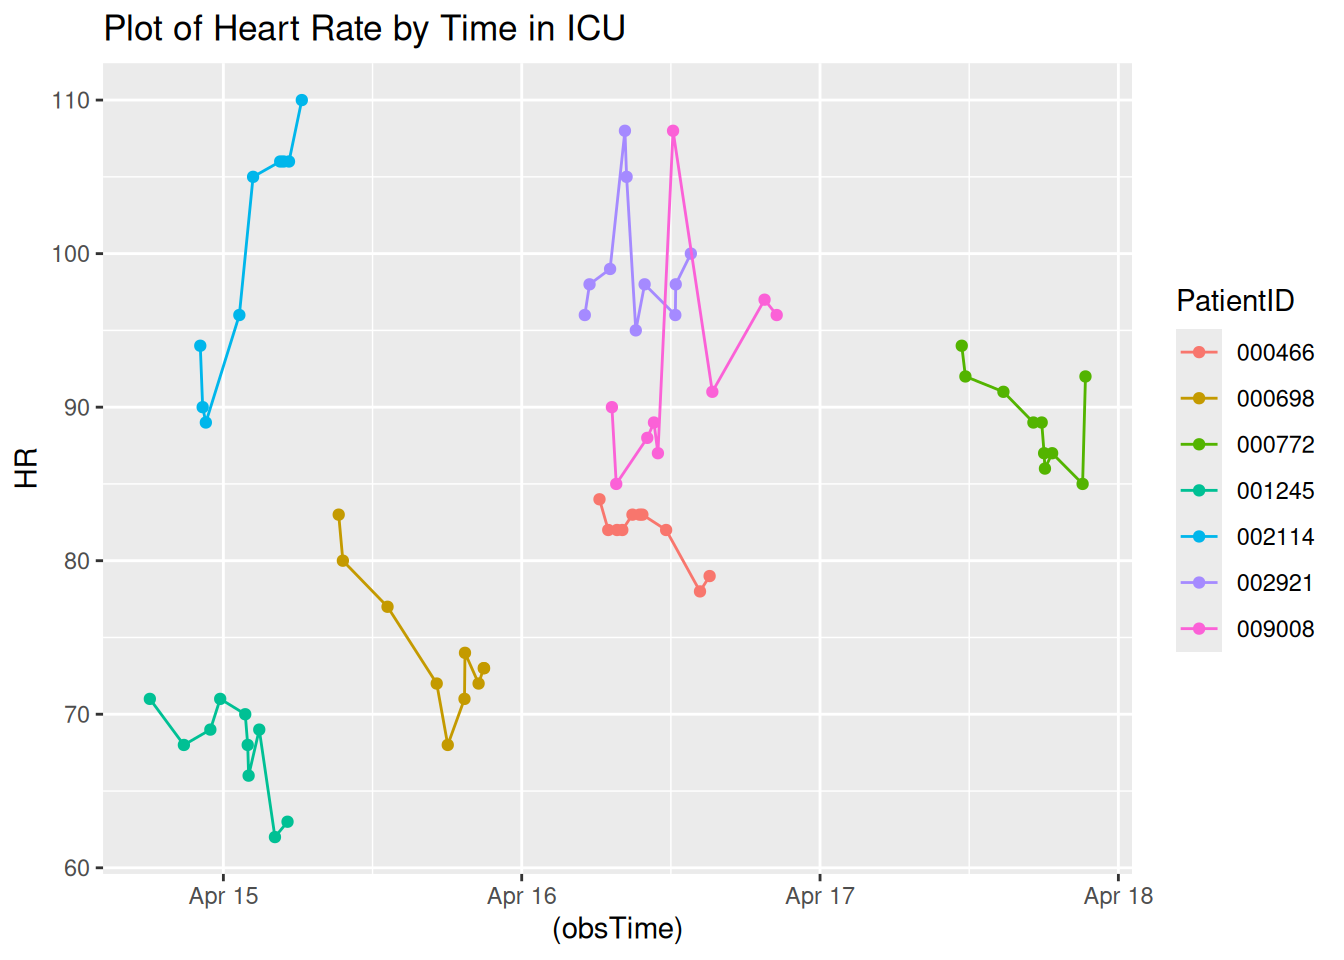 Plot of Heart Rate by Time in ICU
HR
110
100
90
80
70
60
Apr 15
Apr 16
Apr 17
Apr 18
(obsTime)
PatientID
000466
000698
000772
001245
002114
002921
009008